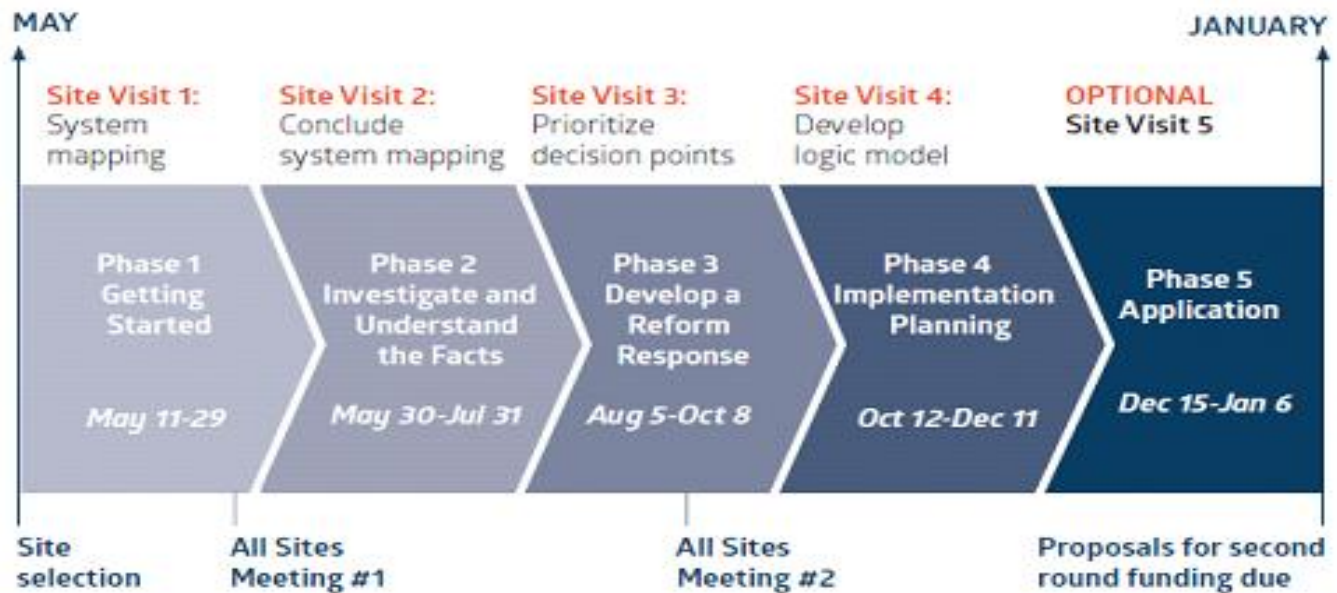 MAY
JANUARY
Site Visit 1:
System
mapping
Site Visit 2:
Conclude
system mapping
Site Visit 3:
Prioritize
decision points
Site Visit 4:
Develop
logic model
OPTIONAL
Site Visit 5
Phase 1
Getting
Started
May 11-29
Phase 2
Investigate and
Understand
the Facts
May 30-Jul 31
Phase 3
Develop a
Reform
Response
Aug 5-Oct 8
Phase 4
Implementation
Planning
Oct 12-Dec 11
Phase 5
Application
Dec 15-Jan 6
Site
selection
All Sites
Meeting #1
All Sites
Meeting #2
Proposals for second
round funding due